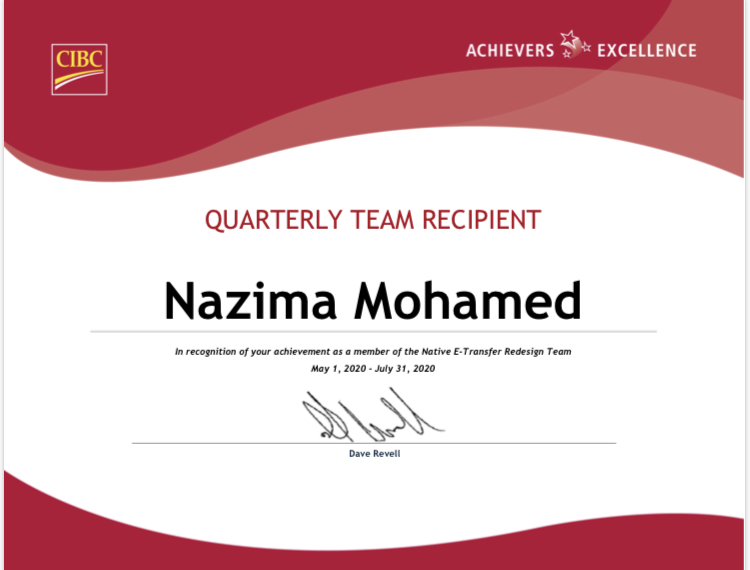 CIBC
ACHIEVERS EXCELLENCE
QUARTERLY TEAM RECIPIENT
Nazima Mohamed
In recognition of your achievement as a member of the Native E-Transfer Redesign Team
May 1, 2020 - July 31, 2020
Dave Revell